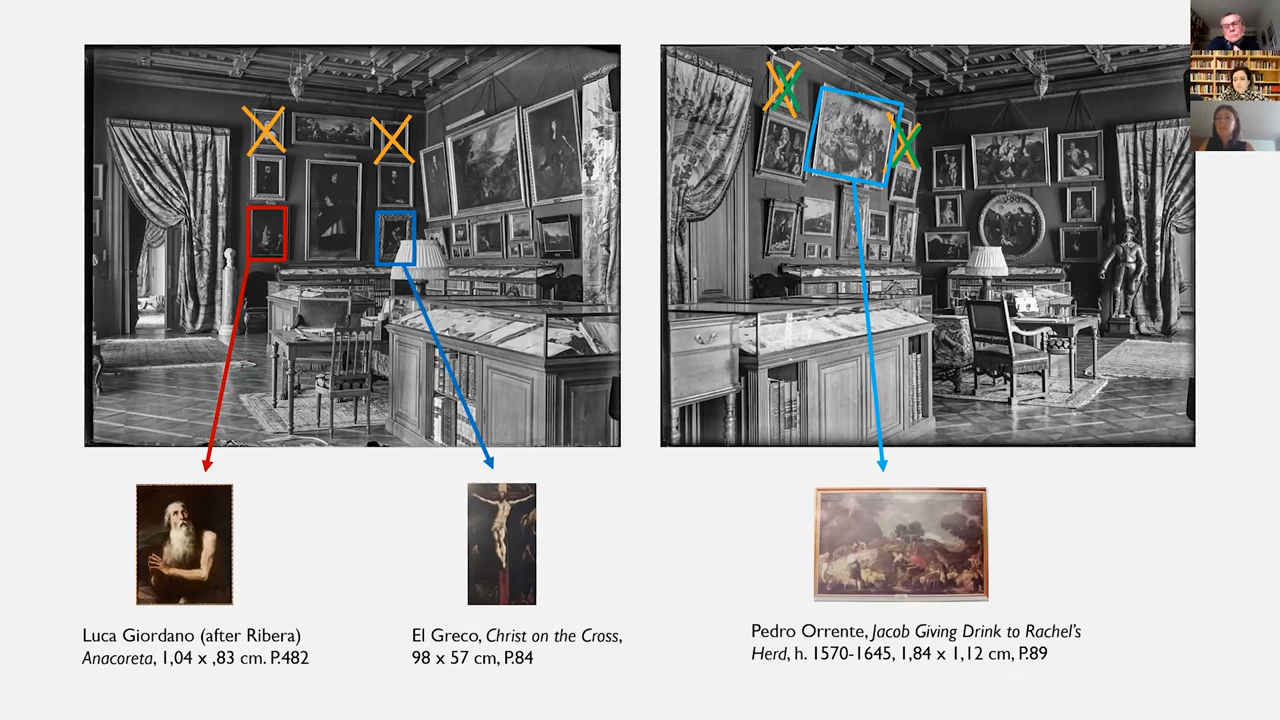 Luca Giordano (after Ribera)
Anacoreta, 1,04 x ,83 cm. P.482
El Greco, Christ on the Cross,
98 x 57 cm, P.84
Pedro Orrente, Jacob Giving Drink to Rachel's
Herd, h. 1570-1645, 1,84 x 1,12 cm, P.89